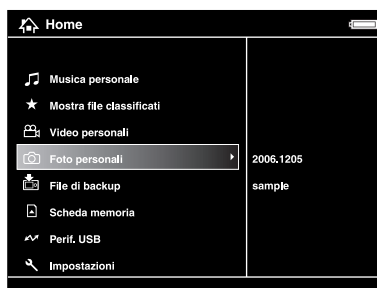 Home
Musica personale
Mostra file classificati
Video personali
Foto personali
2006.1205
File di backup
sample
Scheda memoria
Perif. USB
Impostazioni